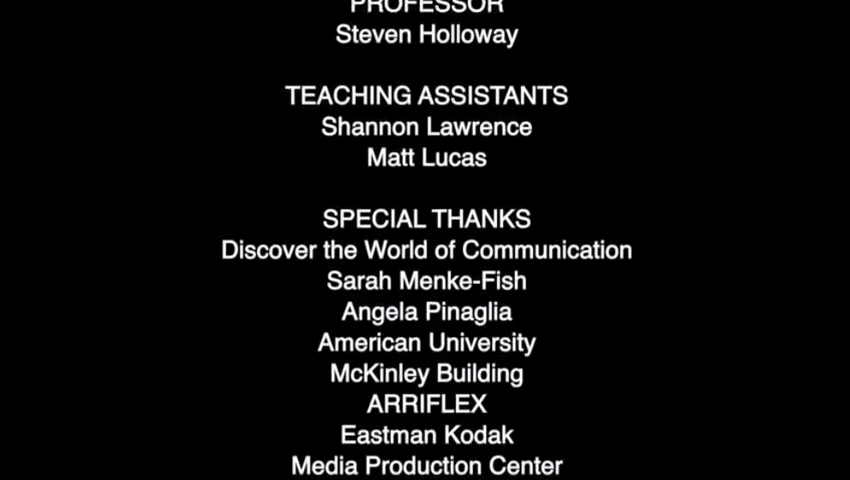 PROFESSOR
Steven Holloway
TEACHING ASSISTANTS
Shannon Lawrence
Matt Lucas
SPECIAL THANKS
Discover the World of Communication
Sarah Menke-Fish
Angela Pinaglia
American University
McKinley Building
ARRIFLEX
Eastman Kodak
Media Production Center